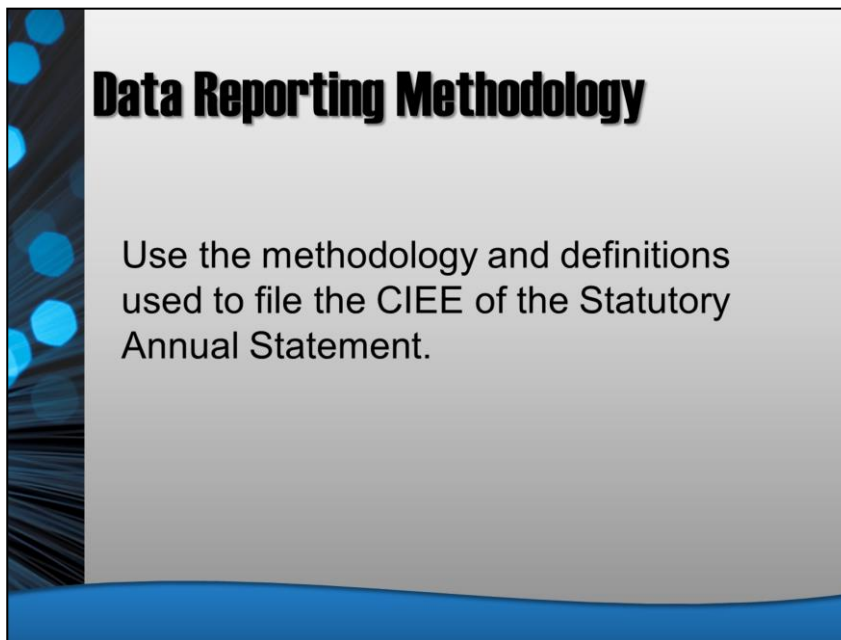 Data Reporting Methodology
Use the methodology and definitions
used to file the CIEE of the Statutory
Annual Statement.